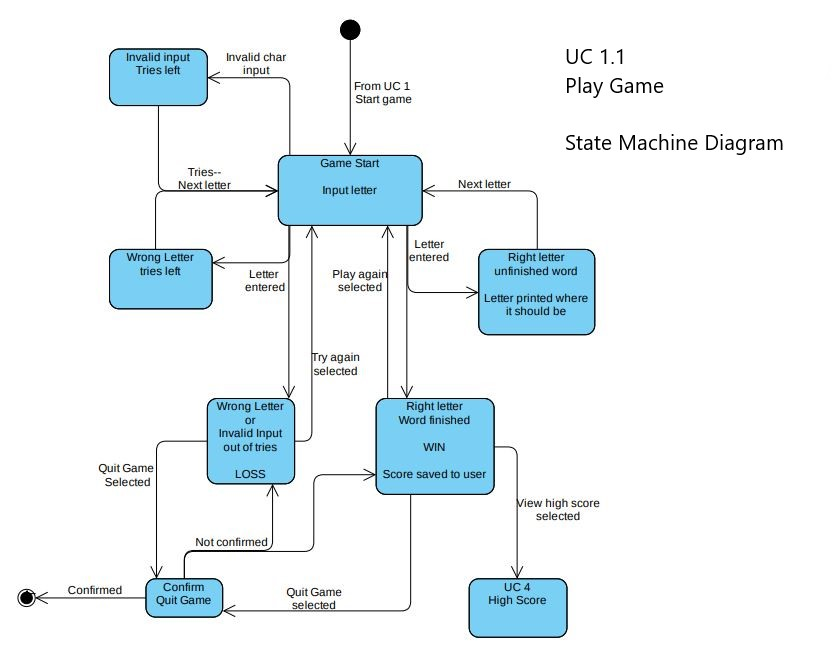 UC 1.1
Play Game
State Machine Diagram
Invalid input
Tries left
Invalid char
input
From UC 1
Start game
Game Start
Input letter
Tries--
Next letter
Next letter
Wrong Letter
tries left
Letter
entered
Play again
selected
Letter
entered
Right letter
unfinished word
Letter printed where
it should be
Try again
selected
Wrong Letter
or
Invalid Input
out of tries
LOSS
Right letter
Word finished
WIN
Score saved to user
Quit Game
Selected
View high score
selected
Not confirmed
Confirmed
Confirm
Quit Game
Quit Game
selected
UC 4
High Score